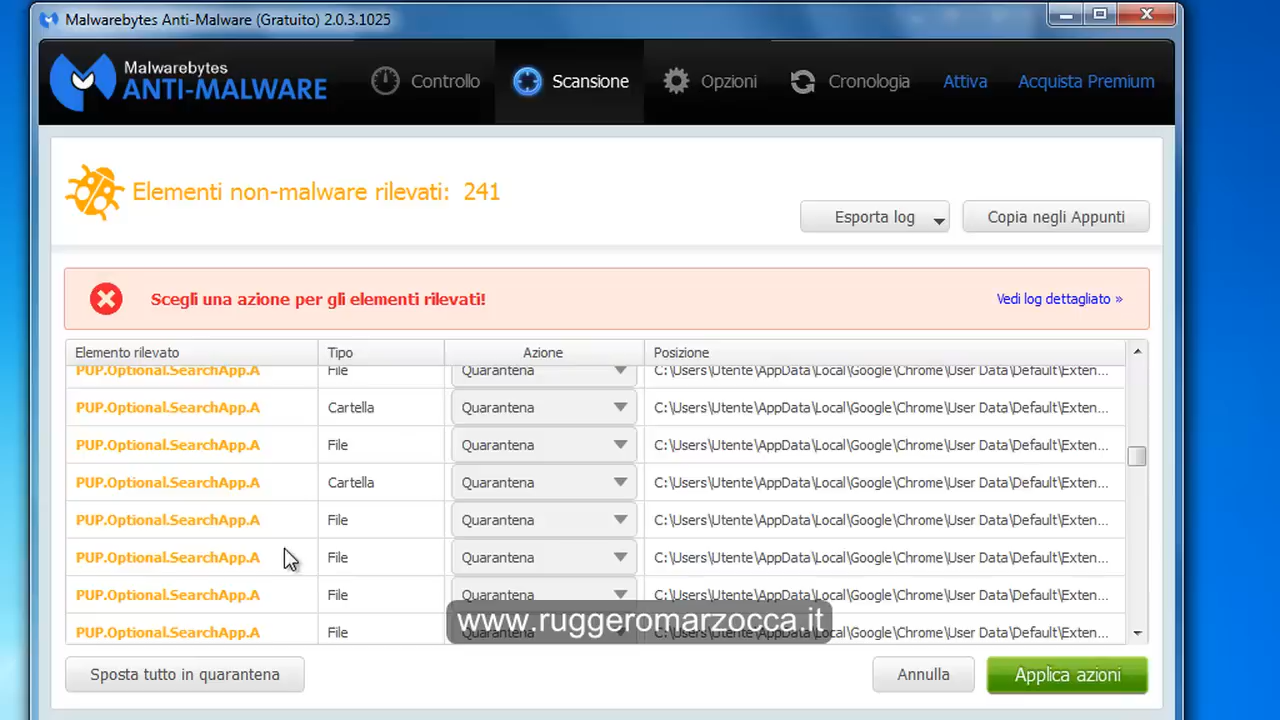 Malwarebytes Anti-Malware (Gratuito) 2.0.3.1025
Malwarebytes
ANTI-MALWARE
Controllo
Scansione
Opzioni
Cronologia
Attiva
Acquista Premium
Elementi non-malware rilevati: 241
Esporta log
Copia negli Appunti
Scegli una azione per gli elementi rilevati!
Vedi log dettagliato »
Elemento rilevato Tipo Azione Posizione
PUP.Optional.SearchApp.A File Quarantena C:\Users\Utente\AppData\Local\Google\Chrome\User Data\Default\Exten...
PUP.Optional.SearchApp.A Cartella Quarantena C:\Users\Utente\AppData\Local\Google\Chrome\User Data\Default\Exten...
PUP.Optional.SearchApp.A File Quarantena C:\Users\Utente\AppData\Local\Google\Chrome\User Data\Default\Exten...
PUP.Optional.SearchApp.A Cartella Quarantena C:\Users\Utente\AppData\Local\Google\Chrome\User Data\Default\Exten...
PUP.Optional.SearchApp.A File Quarantena C:\Users\Utente\AppData\Local\Google\Chrome\User Data\Default\Exten...
PUP.Optional.SearchApp.A File Quarantena C:\Users\Utente\AppData\Local\Google\Chrome\User Data\Default\Exten...
PUP.Optional.SearchApp.A File Quarantena C:\Users\Utente\AppData\Local\Google\Chrome\User Data\Default\Exten...
PUP.Optional.SearchApp.A File Quarantena C:\Users\Utente\AppData\Local\Google\Chrome\User Data\Default\Exten...
www.ruggeromarzocca.it
Sposta tutto in quarantena
Annulla
Applica azioni